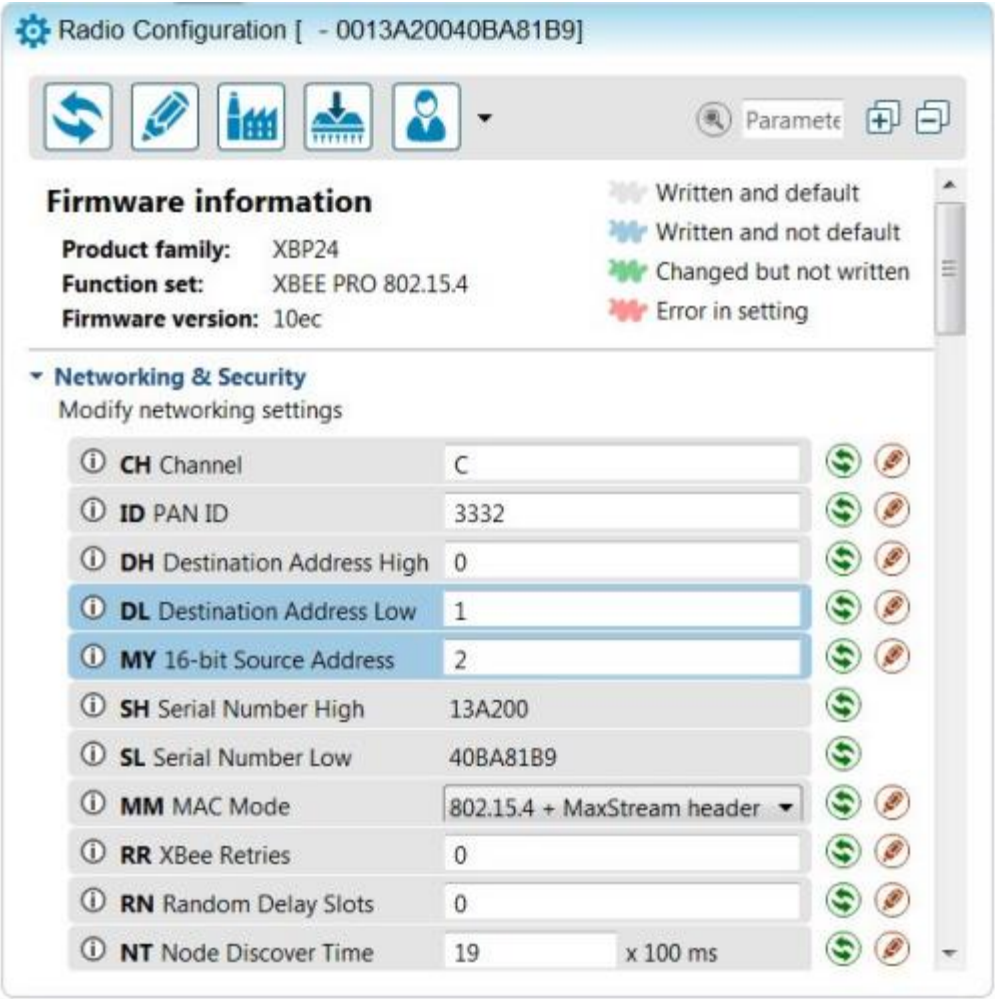 Radio Configuration [ - 0013A20040BA81B9]
Paramete
Firmware information
Product family: XBP24
Function set: XBEE PRO 802.15.4
Firmware version: 10ec
Written and default
Written and not default
Changed but not written
Error in setting
Networking & Security
Modify networking settings
CH Channel C
ID PAN ID 3332
DH Destination Address High 0
DL Destination Address Low 1
MY 16-bit Source Address 2
SH Serial Number High 13A200
SL Serial Number Low 40BA81B9
MM MAC Mode 802.15.4 + MaxStream header
RR XBee Retries 0
RN Random Delay Slots 0
NT Node Discover Time 19 x 100 ms